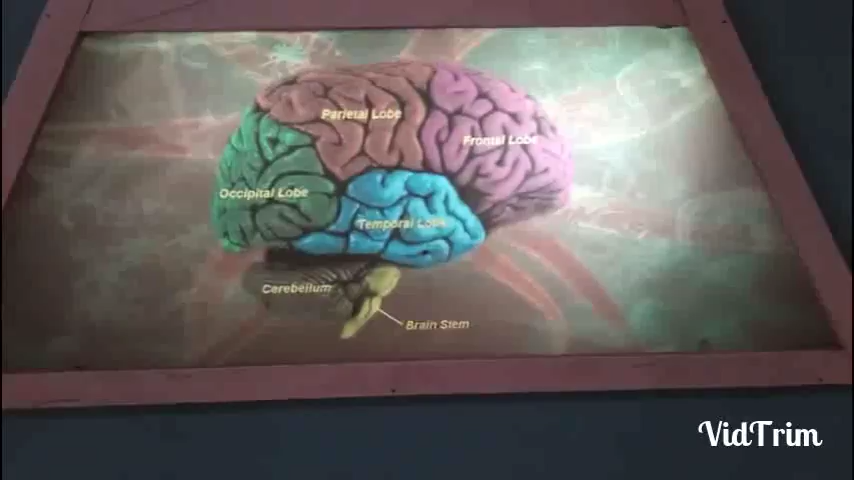 Parietal Lobe
Frontal Lobe
Occipital Lobe
Temporal Lobe
Cerebellum
Brain Stem
VidTrim